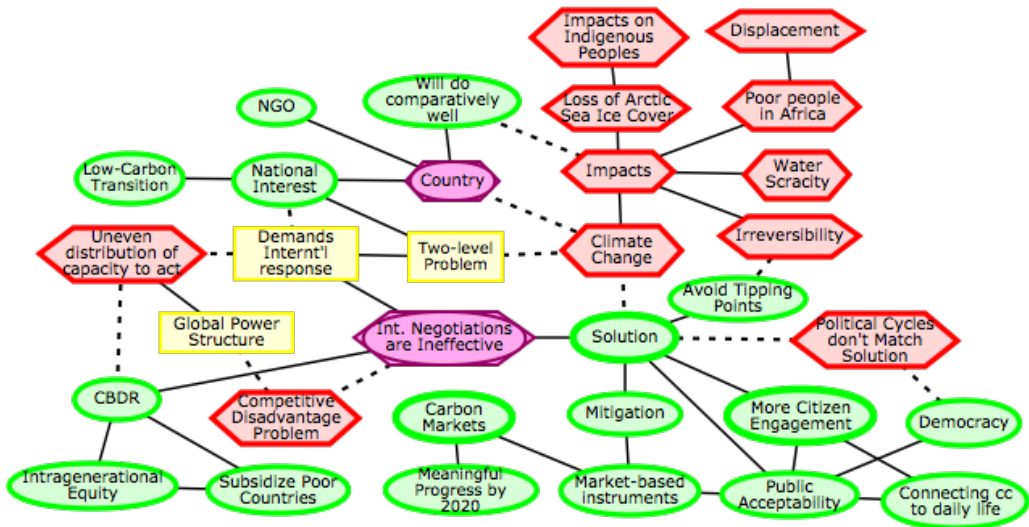 Impacts on
Indigenous
Peoples
Displacement
Will do
comparatively
well
NGO
Loss of Arctic
Sea Ice Cover
Poor people
in Africa
Low-Carbon
Transition
National
Interest
Country
Impacts
Water
Scracity
Uneven
distribution of
capacity to act
Demands
Internt'l
response
Two-level
Problem
Climate
Change
Irreversibility
Avoid Tipping
Points
Global Power
Structure
Int. Negotiations
are Ineffective
Solution
Political Cycles
don't Match
Solution
CBDR
Competitive
Disadvantage
Problem
Carbon
Markets
Mitigation
More Citizen
Engagement
Democracy
Intragenerational
Equity
Subsidize Poor
Countries
Meaningful
Progress by
2020
Market-based
instruments
Public
Acceptability
Connecting cc
to daily life